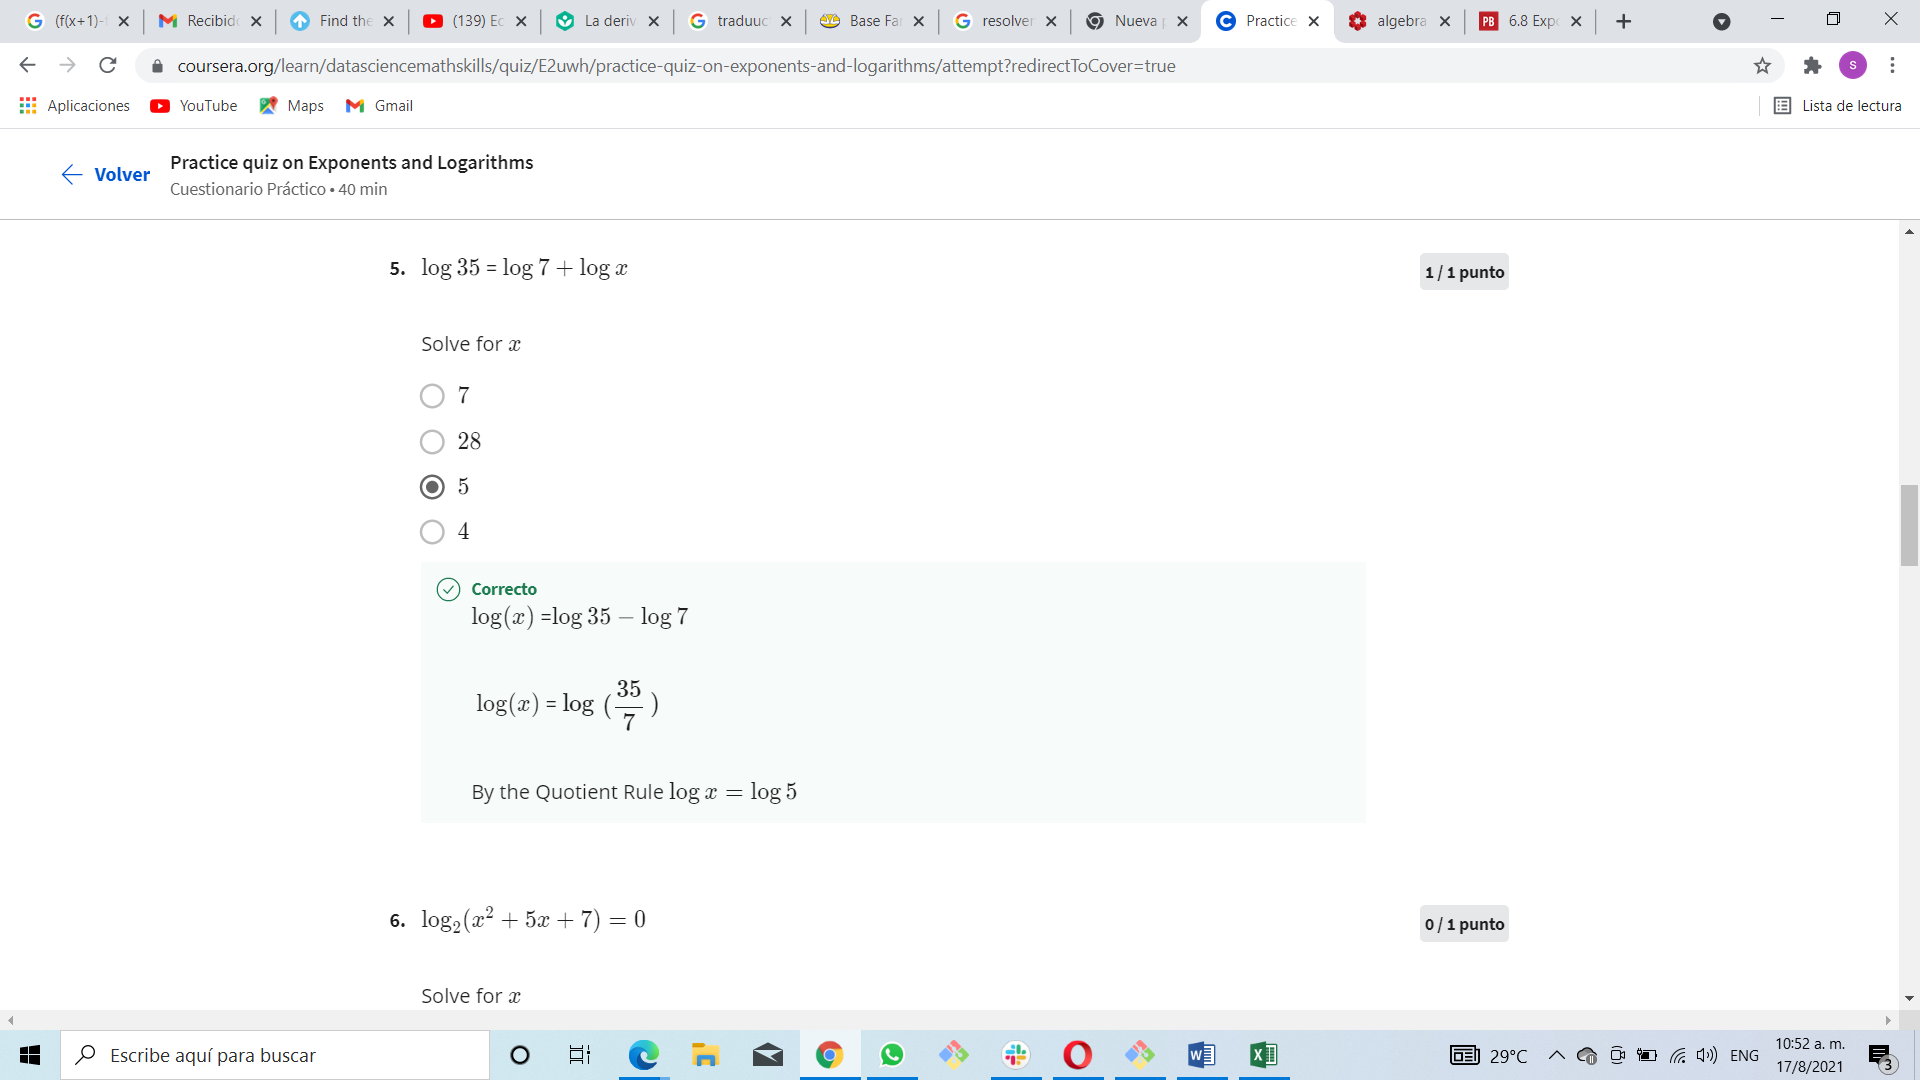 (f(x+1)-
Recibid
Find the
(139) Ec
La deriv
traduuc
Base Fa
resolver
Nueva
Practice
algebra
6.8 Exp
coursera.org/learn/datasciencemathskills/quiz/E2uwh/practice-quiz-on-exponents-and-logarithms/attempt?redirectToCover=true
S
Aplicaciones
YouTube
Maps
Gmail
Lista de lectura
Volver
Practice quiz on Exponents and Logarithms
Cuestionario Práctico • 40 min
5. log 35 = log 7 + log x
1 / 1 punto
Solve for x
7
28
5
4
Correcto
log(x) =log 35 − log 7
log(x) = log (35/7)
By the Quotient Rule log x = log 5
6. log₂(x² + 5x + 7) = 0
0 / 1 punto
Solve for x
Escribe aquí para buscar
29°C
ENG
10:52 a. m.
17/8/2021
3